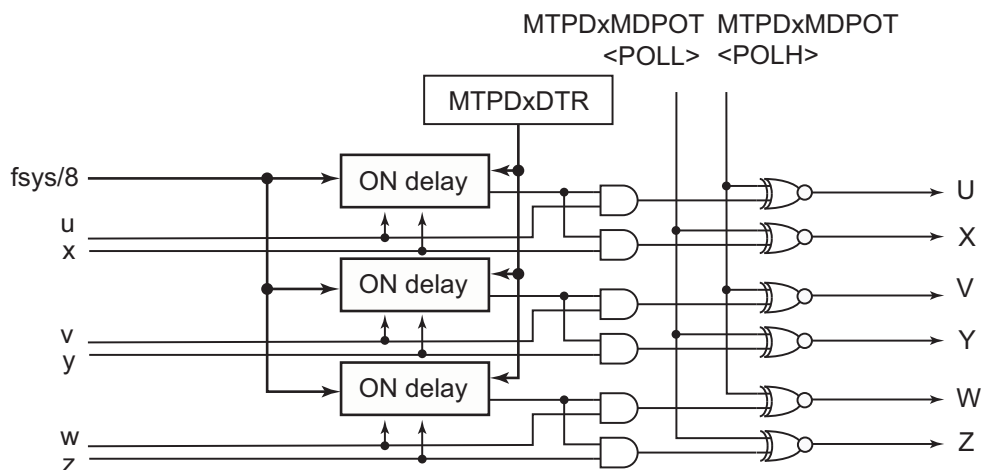 MTPDxMDPOT MTPDxMDPOT
<POLL> <POLH>
MTPDxDTR
fsys/8
ON delay
U
u
x
X
ON delay
V
v
y
Y
ON delay
W
w
z
Z